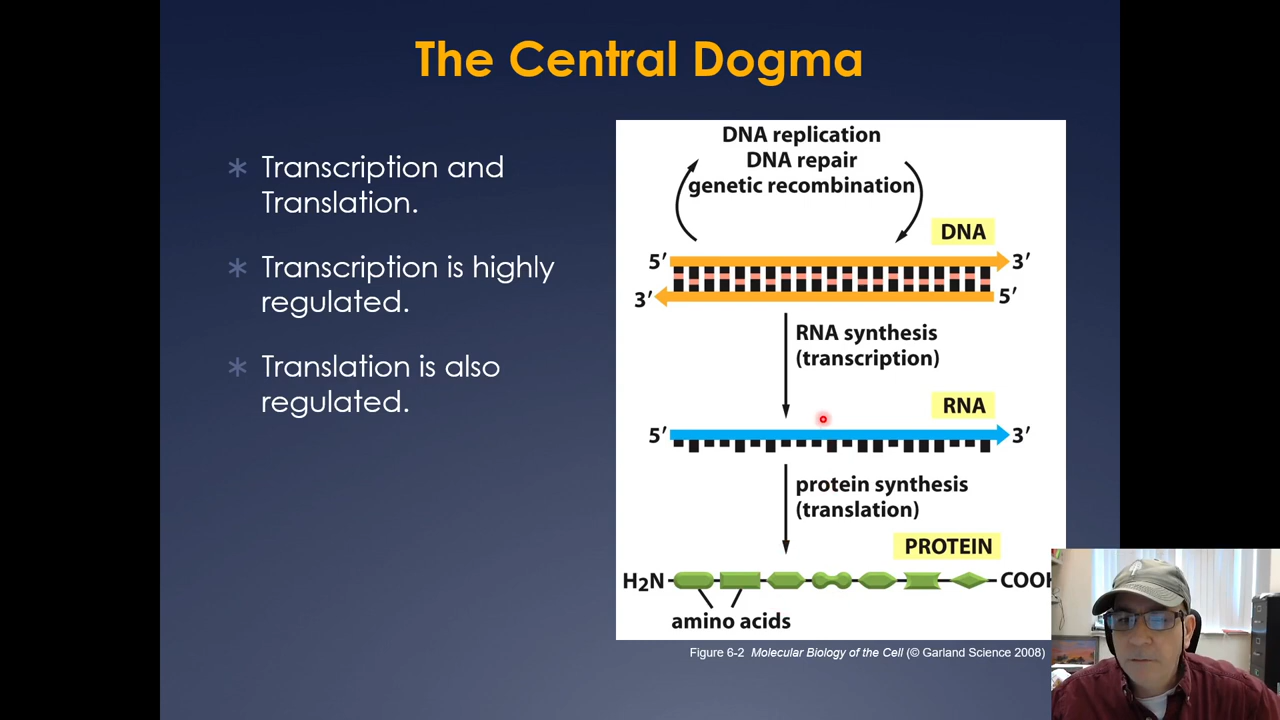 The Central Dogma
Transcription and
Translation.
Transcription is highly
regulated.
Translation is also
regulated.
DNA replication
DNA repair
genetic recombination
DNA
5′ 3′
3′ 5′
RNA synthesis
(transcription)
RNA
5′ 3′
protein synthesis
(translation)
PROTEIN
H2N COOH
amino acids
Figure 6-2 Molecular Biology of the Cell (© Garland Science 2008)